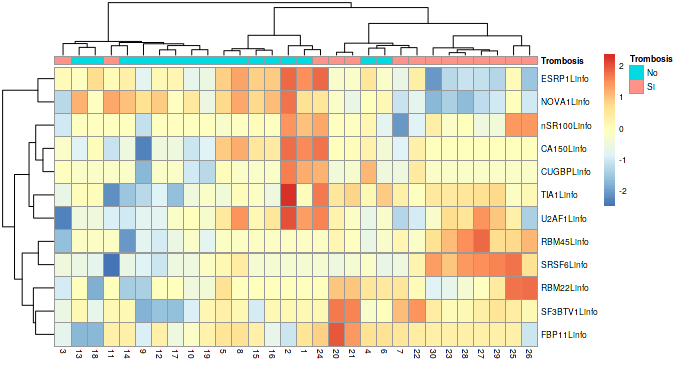 Trombosis
Trombosis
No
SI
2
1
0
-1
-2
ESRP1Linfo
NOVA1Linfo
nSR100Linfo
CA150Linfo
CUGBPLinfo
TIA1Linfo
U2AF1Linfo
RBM45Linfo
SRSF6Linfo
RBM22Linfo
SF3BTV1Linfo
FBP11Linfo
3 13 18 11 14 9 12 17 10 19 5 8 15 16 2 1 24 20 21 4 6 7 22 30 23 28 27 29 25 26